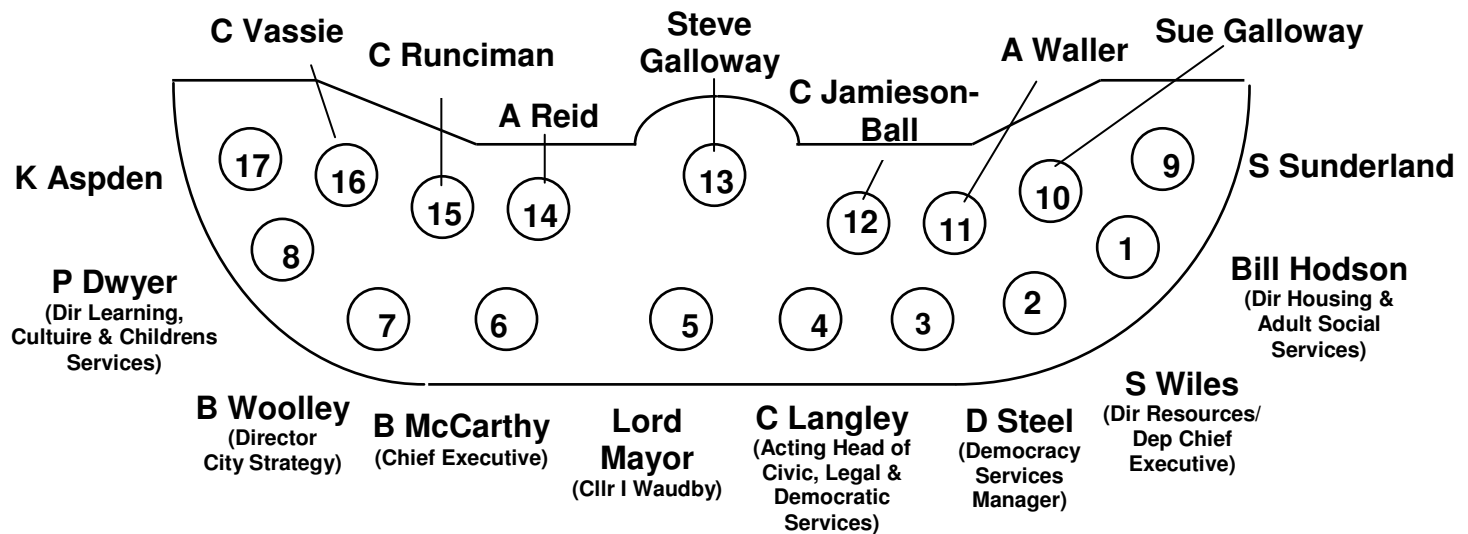 C Vassie
C Runciman
Steve
Galloway
A Reid
C Jamieson-
Ball
A Waller
Sue Galloway
K Aspden
17
16
15
14
13
12
11
10
9
S Sunderland
8
7
6
5
4
3
2
1
P Dwyer
(Dir Learning,
Cultuire & Childrens
Services)
B Woolley
(Director
City Strategy)
B McCarthy
(Chief Executive)
Lord
Mayor
(Cllr I Waudby)
C Langley
(Acting Head of
Civic, Legal &
Democratic
Services)
D Steel
(Democracy
Services
Manager)
S Wiles
(Dir Resources/
Dep Chief
Executive)
Bill Hodson
(Dir Housing &
Adult Social
Services)